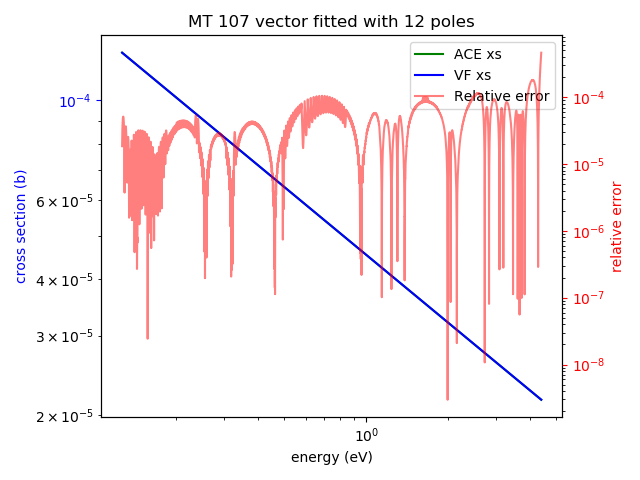 MT 107 vector fitted with 12 poles
ACE xs
VF xs
Relative error
10⁻⁴
6 × 10⁻⁵
4 × 10⁻⁵
3 × 10⁻⁵
2 × 10⁻⁵
cross section (b)
10⁻⁴
10⁻⁵
10⁻⁶
10⁻⁷
10⁻⁸
relative error
10⁰
energy (eV)